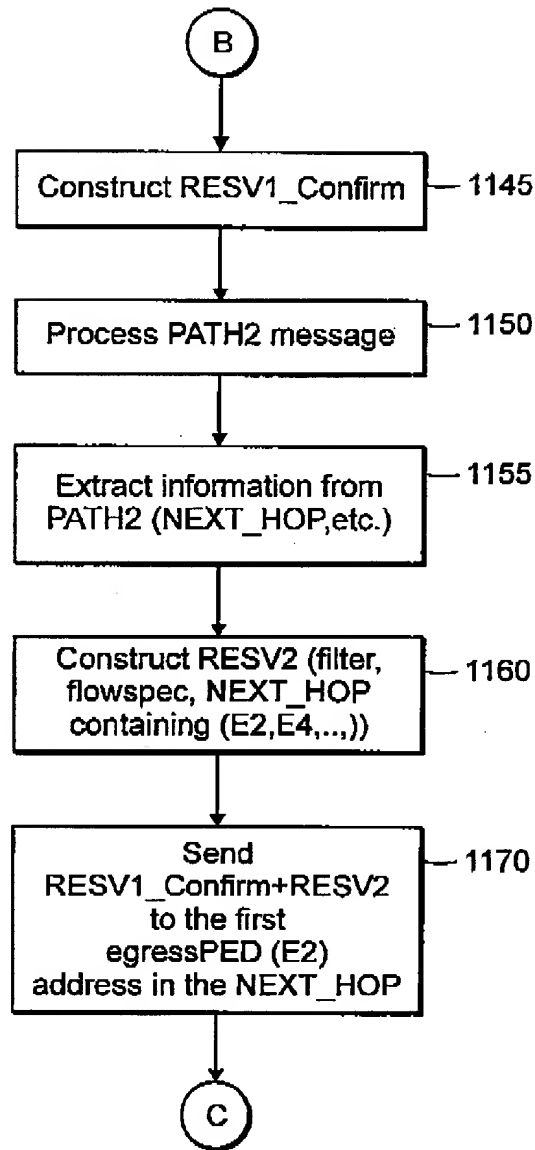 B
Construct RESV1_Confirm
1145
Process PATH2 message
1150
Extract information from
PATH2 (NEXT_HOP,etc.)
1155
Construct RESV2 (filter,
flowspec, NEXT_HOP
containing (E2,E4,..,))
1160
Send
RESV1_Confirm+RESV2
to the first
egressPED (E2)
address in the NEXT_HOP
1170
C